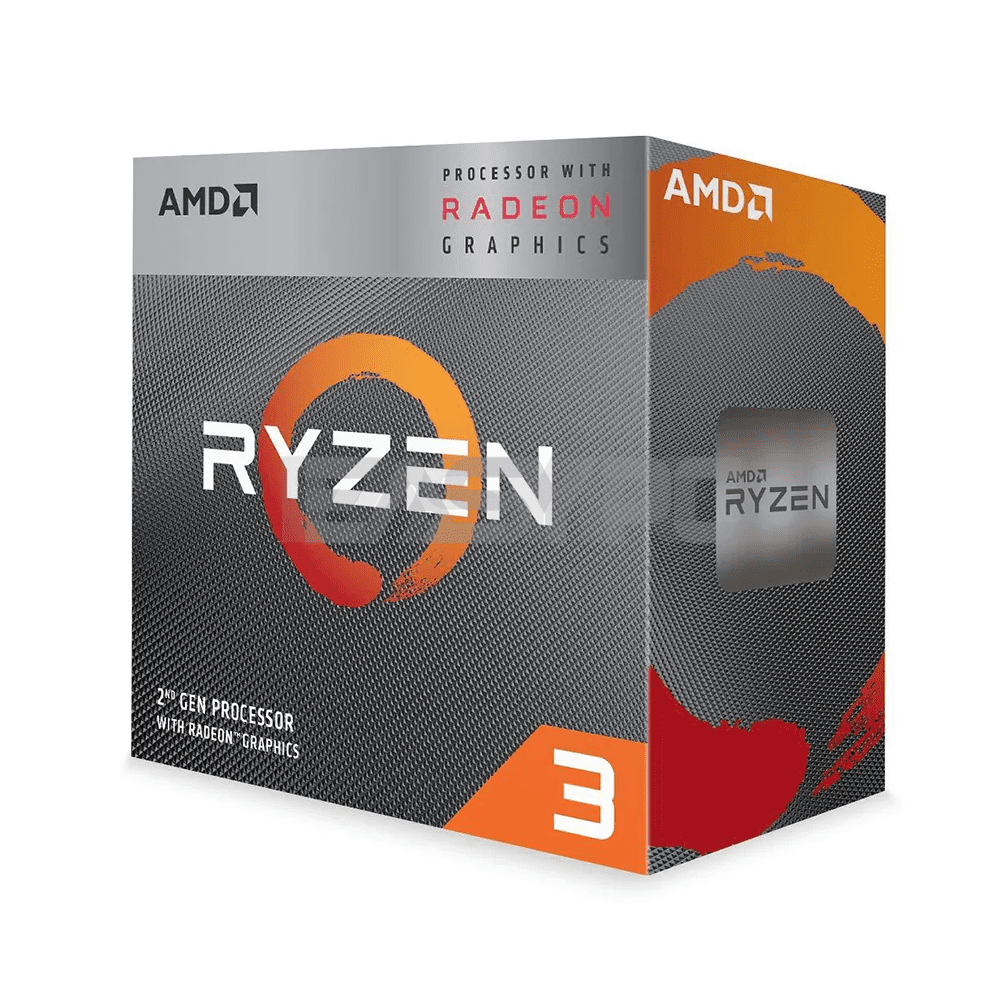 AMD
PROCESSOR WITH
RADEON
GRAPHICS
RYZEN
2ND GEN PROCESSOR
WITH RADEON™ GRAPHICS
3
AMD
AMD
RYZEN